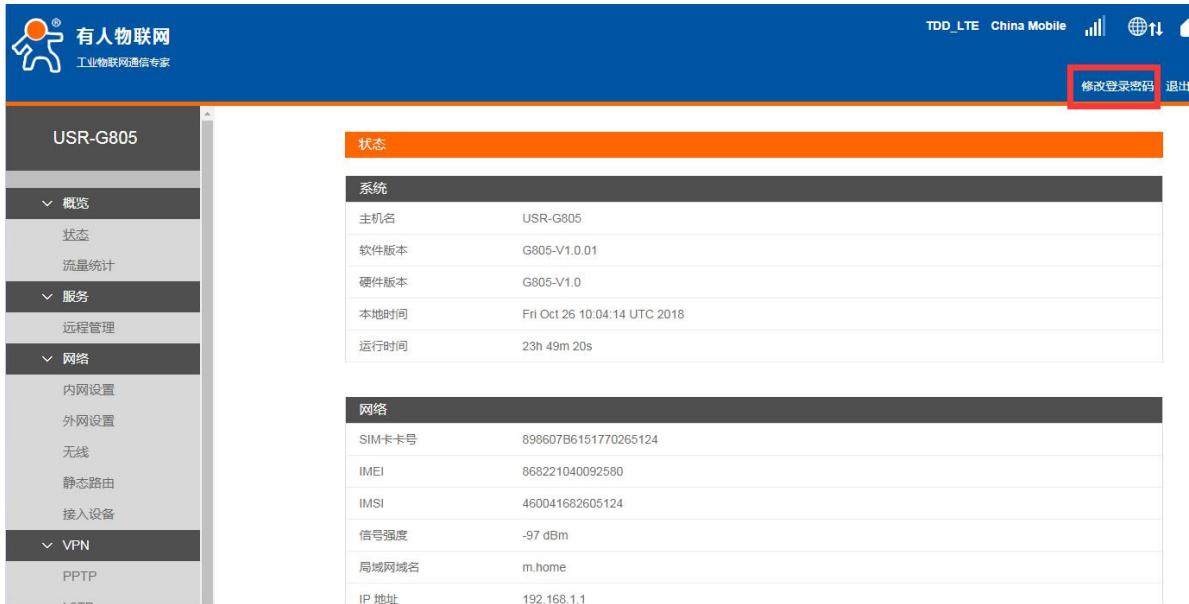 有人物联网
工业物联网通信专家
TDD_LTE China Mobile
修改登录密码 退出
USR-G805
概览
状态
流量统计
服务
远程管理
网络
内网设置
外网设置
无线
静态路由
接入设备
VPN
PPTP
状态
系统
主机名 USR-G805
软件版本 G805-V1.0.01
硬件版本 G805-V1.0
本地时间 Fri Oct 26 10:04:14 UTC 2018
运行时间 23h 49m 20s
网络
SIM卡卡号 898607B6151770265124
IMEI 868221040092580
IMSI 460041682605124
信号强度 -97 dBm
局域网域名 m.home
IP 地址 192.168.1.1